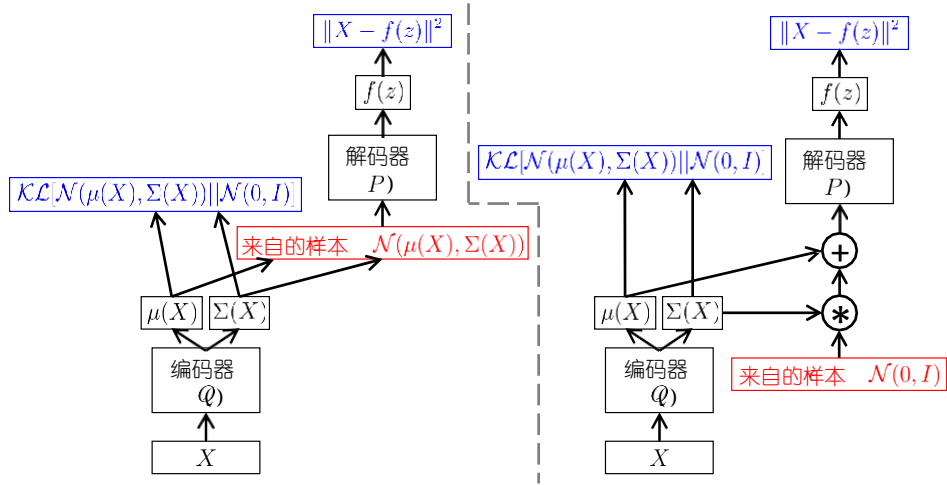 ‖X − f(z)‖²
f(z)
解码器
P)
𝒦ℒ[𝒩(μ(X), Σ(X))||𝒩(0, I)]
来自的样本 𝒩(μ(X), Σ(X))
μ(X)
Σ(X)
编码器
Q)
X
‖X − f(z)‖²
f(z)
解码器
P)
𝒦ℒ[𝒩(μ(X), Σ(X))||𝒩(0, I)]
+
μ(X)
Σ(X)
*
编码器
Q)
来自的样本 𝒩(0, I)
X